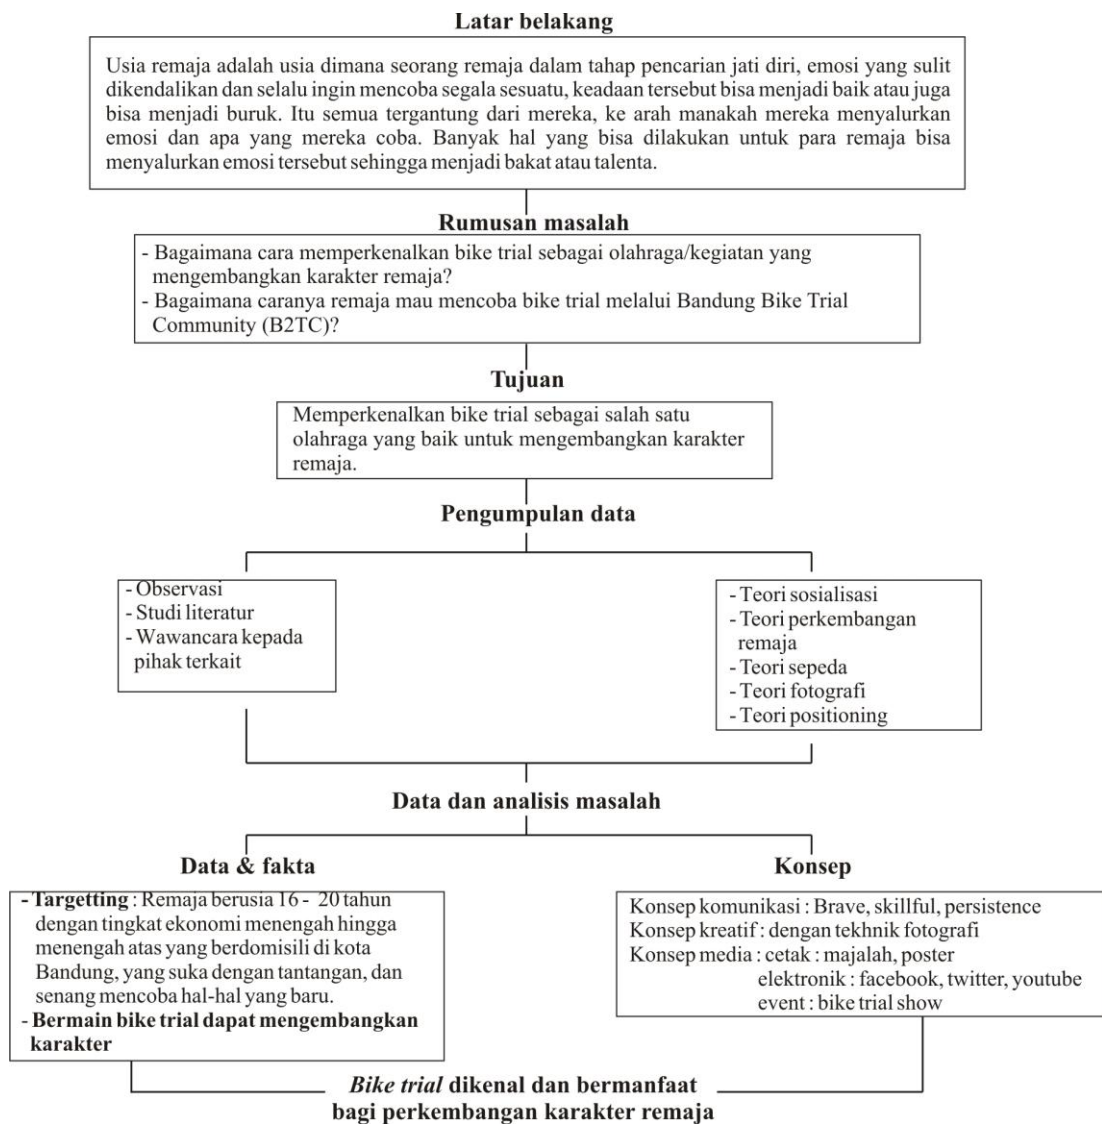 Latar belakang
Usia remaja adalah usia dimana seorang remaja dalam tahap pencarian jati diri, emosi yang sulit
dikendalikan dan selalu ingin mencoba segala sesuatu, keadaan tersebut bisa menjadi baik atau juga
bisa menjadi buruk. Itu semua tergantung dari mereka, ke arah manakah mereka menyalurkan
emosi dan apa yang mereka coba. Banyak hal yang bisa dilakukan untuk para remaja bisa
menyalurkan emosi tersebut sehingga menjadi bakat atau talenta.
Rumusan masalah
- Bagaimana cara memperkenalkan bike trial sebagai olahraga/kegiatan yang
mengembangkan karakter remaja?
- Bagaimana caranya remaja mau mencoba bike trial melalui Bandung Bike Trial
Community (B2TC)?
Tujuan
Memperkenalkan bike trial sebagai salah satu
olahraga yang baik untuk mengembangkan karakter
remaja.
Pengumpulan data
- Observasi
- Studi literatur
- Wawancara kepada
pihak terkait
- Teori sosialisasi
- Teori perkembangan
remaja
- Teori sepeda
- Teori fotografi
- Teori positioning
Data dan analisis masalah
Data & fakta
- Targetting : Remaja berusia 16 - 20 tahun
dengan tingkat ekonomi menengah hingga
menengah atas yang berdomisili di kota
Bandung, yang suka dengan tantangan, dan
senang mencoba hal-hal yang baru.
- Bermain bike trial dapat mengembangkan
karakter
Konsep
Konsep komunikasi : Brave, skillful, persistence
Konsep kreatif : dengan tekhnik fotografi
Konsep media : cetak : majalah, poster
elektronik : facebook, twitter, youtube
event : bike trial show
Bike trial dikenal dan bermanfaat
bagi perkembangan karakter remaja